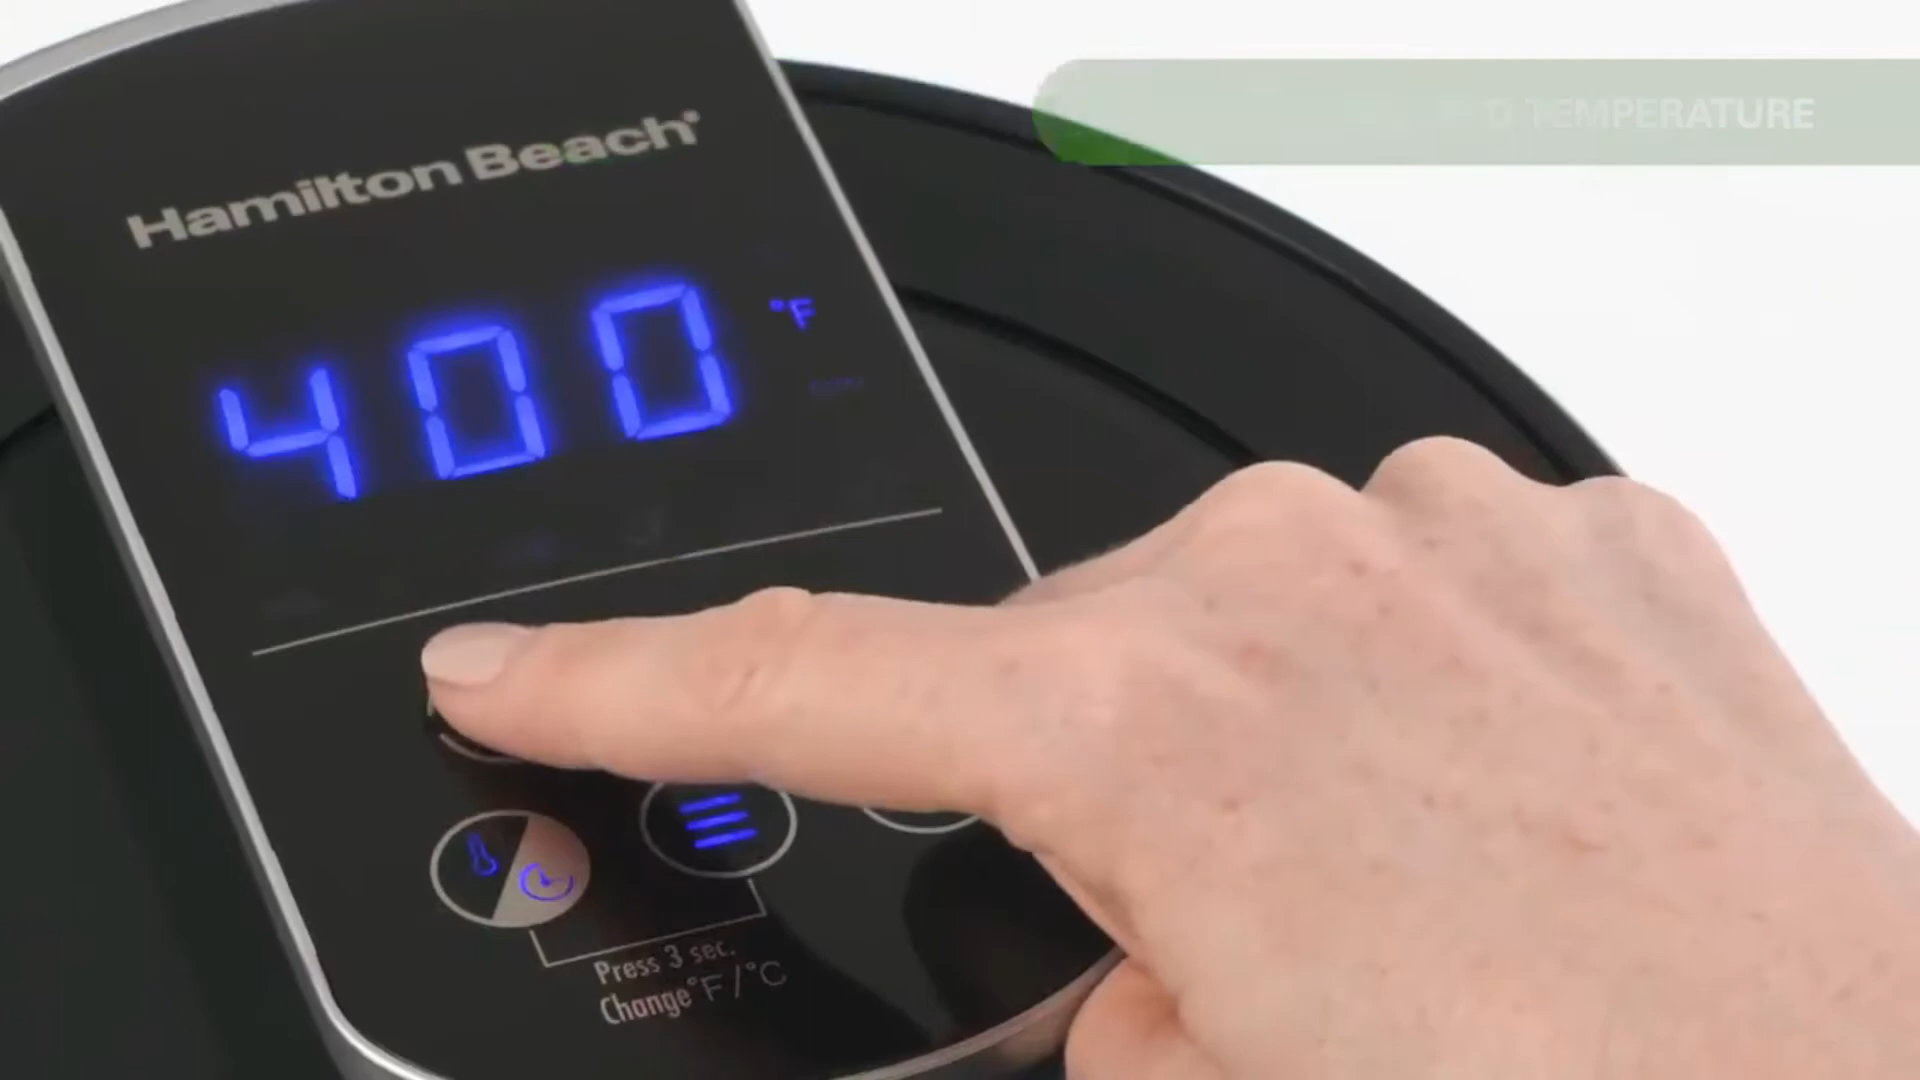 Hamilton Beach®
400 °F
D TEMPERATURE
Press 3 sec.
Change °F/°C